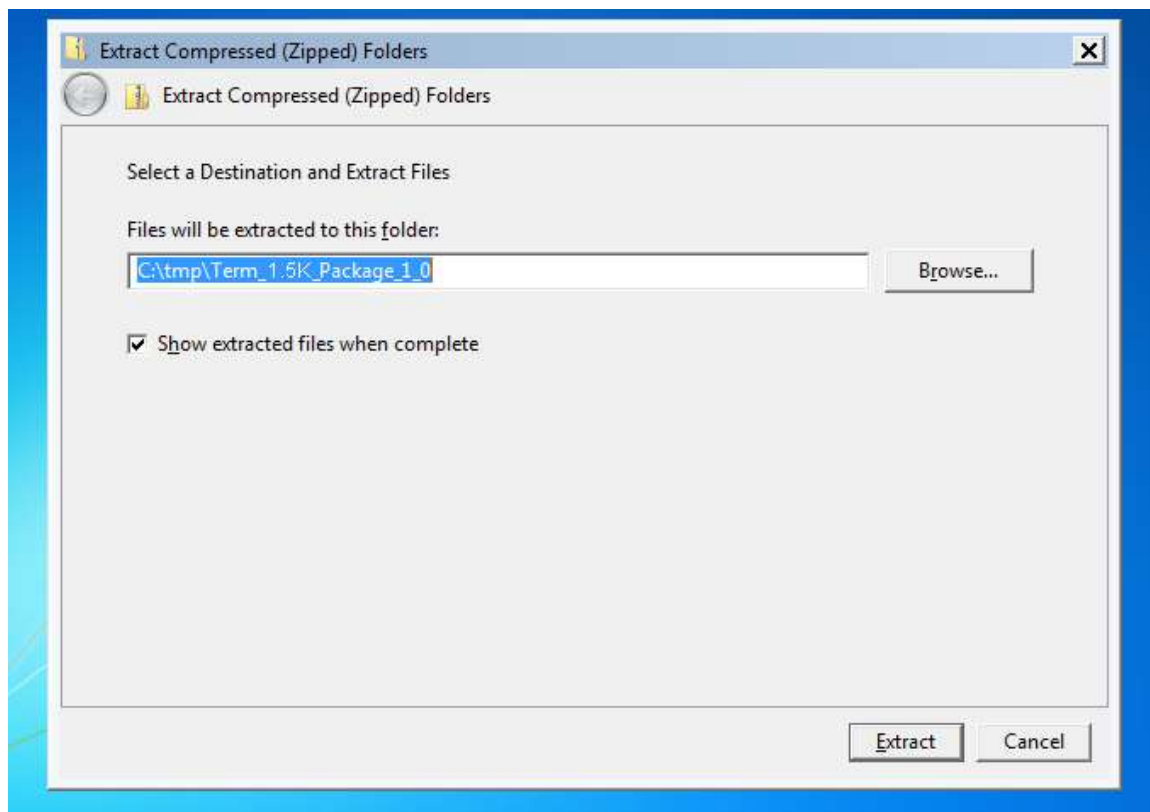 Extract Compressed (Zipped) Folders
Extract Compressed (Zipped) Folders
Select a Destination and Extract Files
Files will be extracted to this folder:
C:\tmp\Term_1.5K_Package_1_0
Browse...
Show extracted files when complete
Extract
Cancel